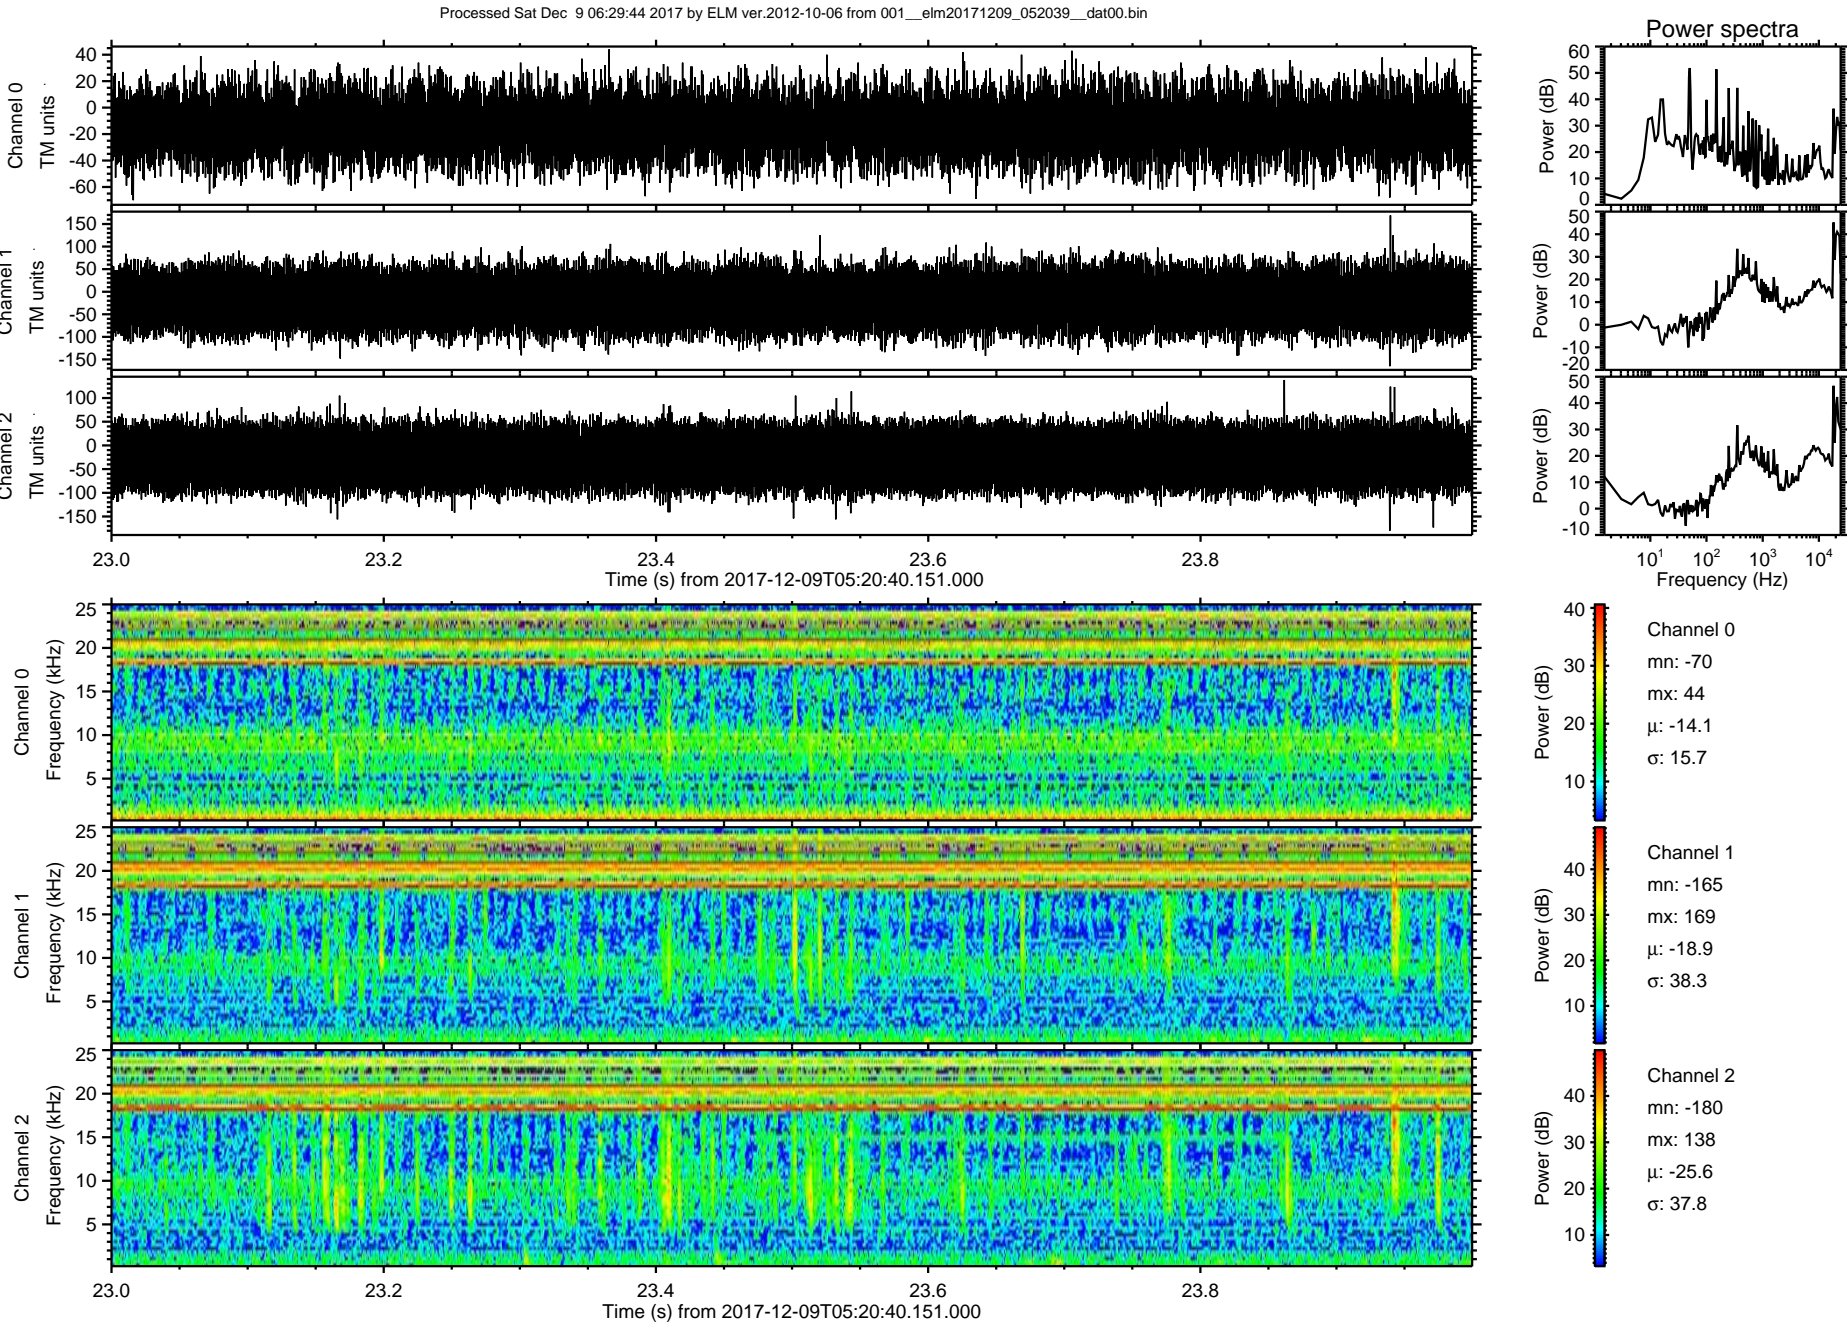 Processed Sat Dec  9 06:29:44 2017 by ELM ver.2012-10-06 from 001__elm20171209_052039__dat00.bin
Power spectra
Channel 0
TM units
40
20
0
-20
-40
-60
Power (dB)
60
50
40
30
20
10
0
Channel 1
TM units
150
100
50
0
-50
-100
-150
Power (dB)
50
40
30
20
10
0
-10
-20
Channel 2
TM units
100
50
0
-50
-100
-150
Power (dB)
50
40
30
20
10
0
-10
23.0 23.2 23.4 23.6 23.8
Time (s) from 2017-12-09T05:20:40.151.000
10¹ 10² 10³ 10⁴
Frequency (Hz)
Channel 0
Frequency (kHz)
25
20
15
10
5
Power (dB)
40
30
20
10
Channel 0
mn: -70
mx: 44
μ: -14.1
σ: 15.7
Channel 1
Frequency (kHz)
25
20
15
10
5
Power (dB)
40
30
20
10
Channel 1
mn: -165
mx: 169
μ: -18.9
σ: 38.3
Channel 2
Frequency (kHz)
25
20
15
10
5
Power (dB)
40
30
20
10
Channel 2
mn: -180
mx: 138
μ: -25.6
σ: 37.8
23.0 23.2 23.4 23.6 23.8
Time (s) from 2017-12-09T05:20:40.151.000